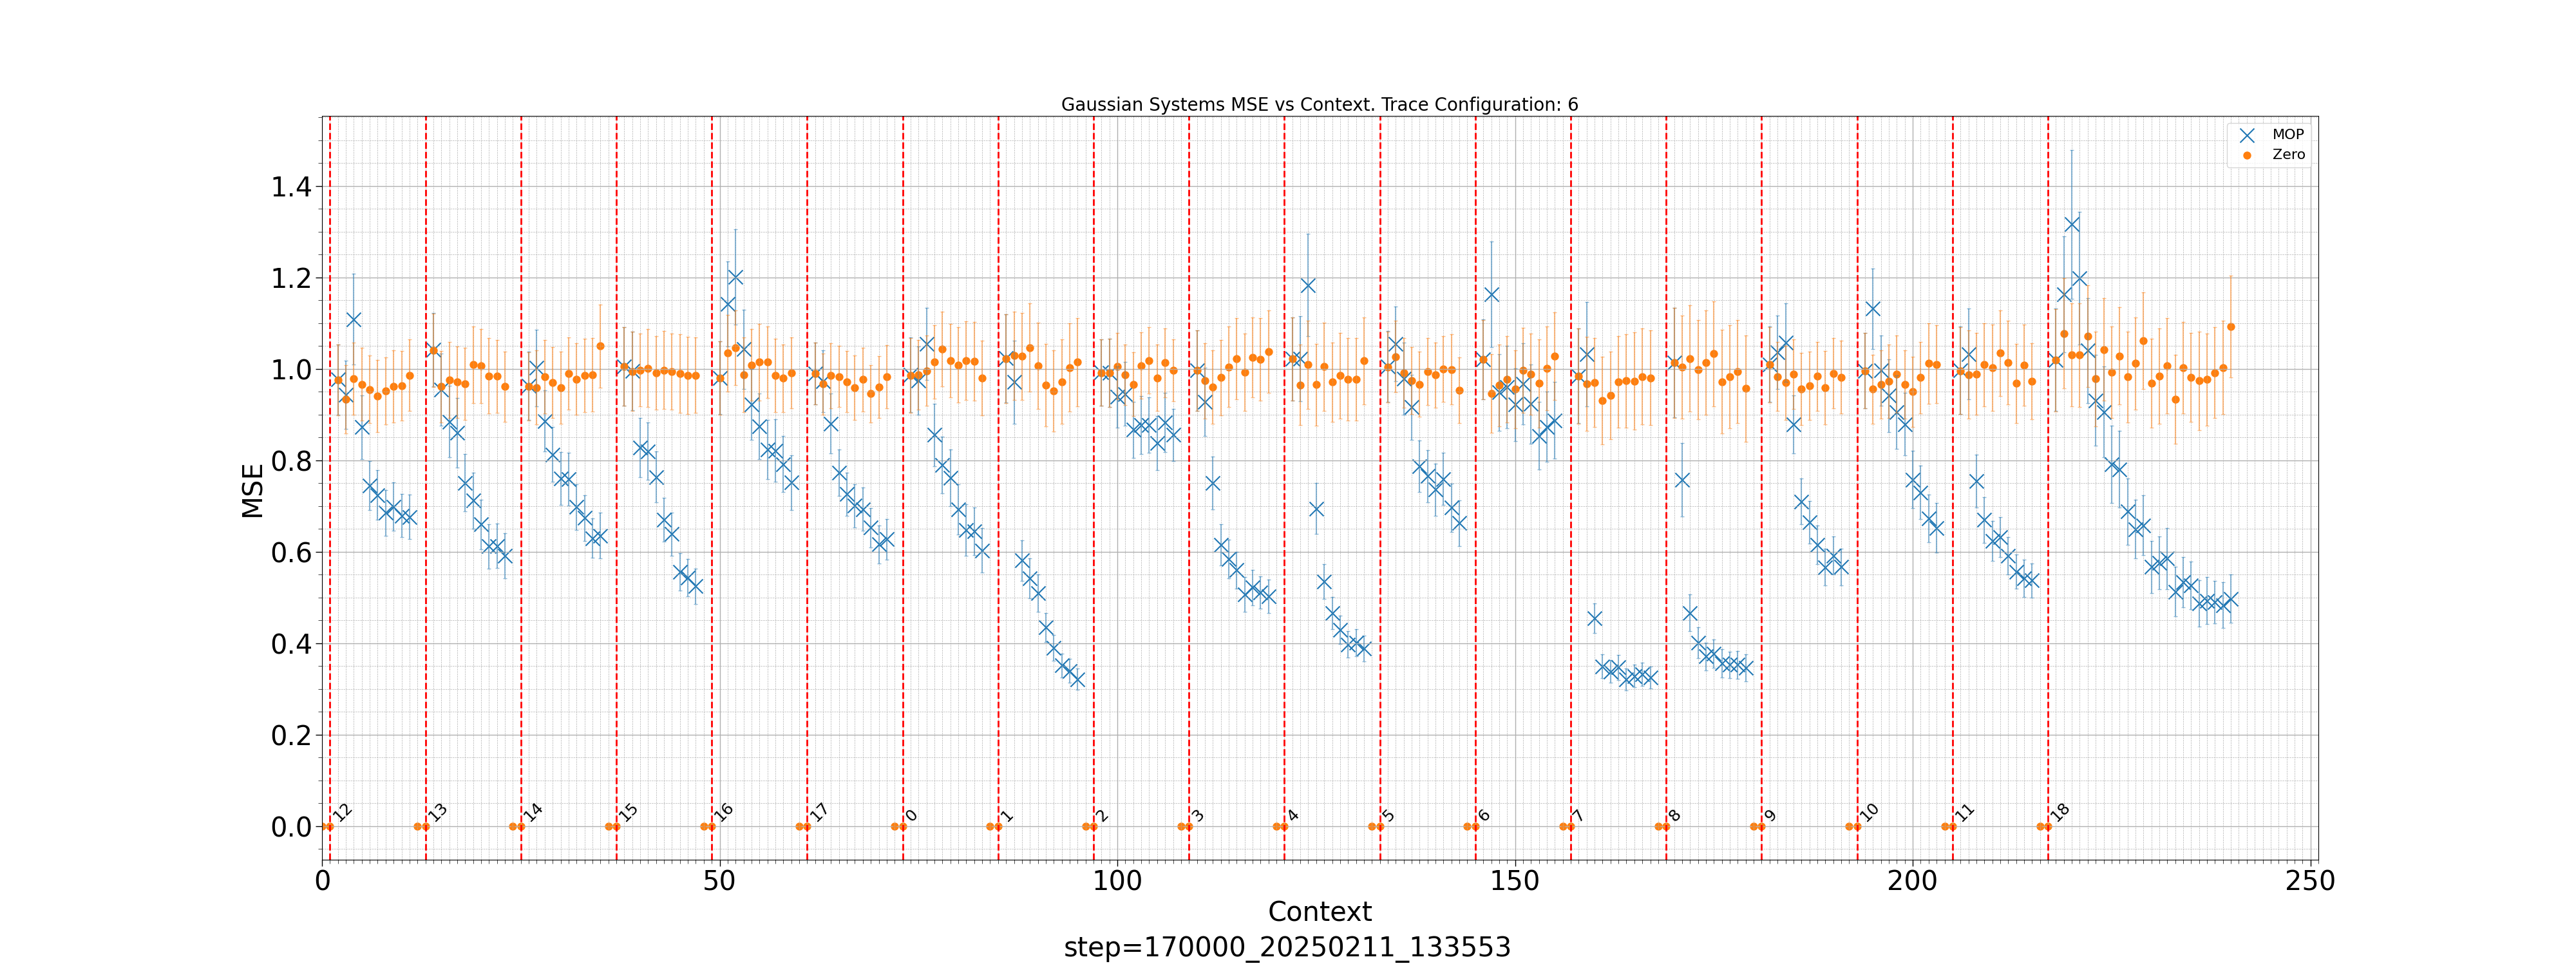 Gaussian Systems MSE vs Context. Trace Configuration: 6
MOP
Zero
MSE
1.4
1.2
1.0
0.8
0.6
0.4
0.2
0.0
12 13 14 15 16 17 0 1 2 3 4 5 6 7 8 9 10 11 18
0 50 100 150 200 250
Context
step=170000_20250211_133553